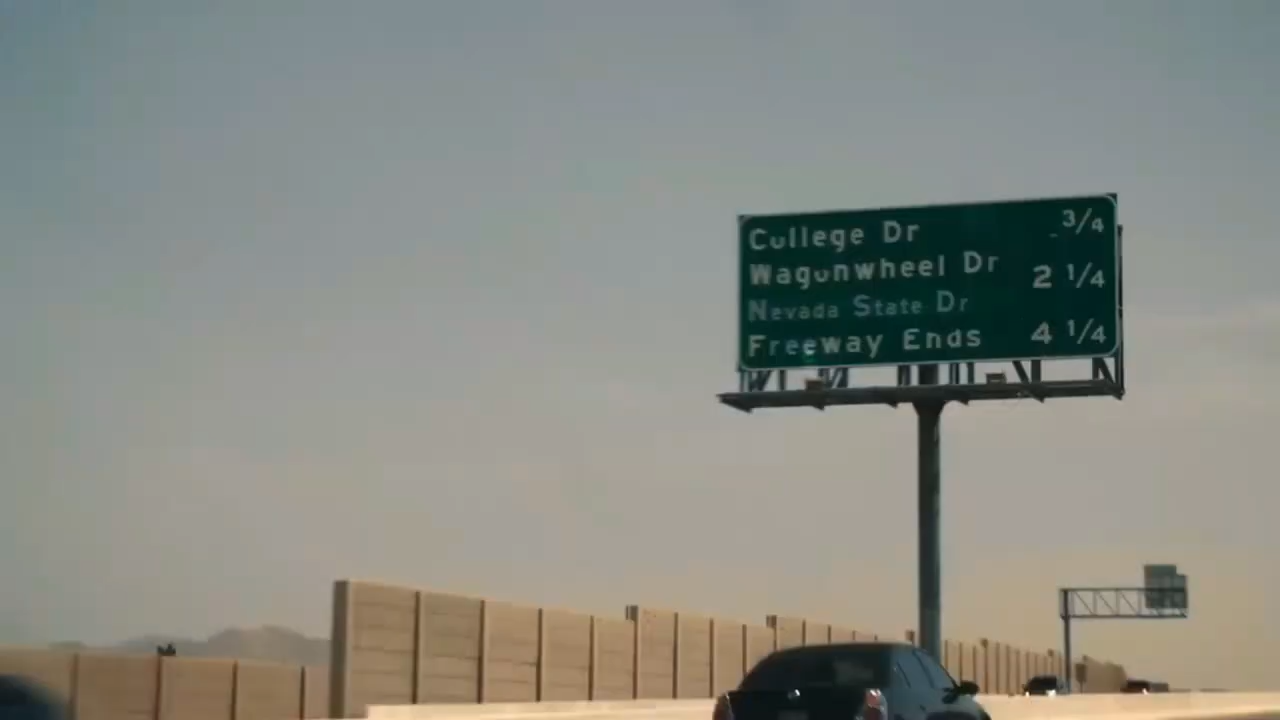 College Dr 3/4
Wagonwheel Dr 2 1/4
Nevada State Dr
Freeway Ends 4 1/4